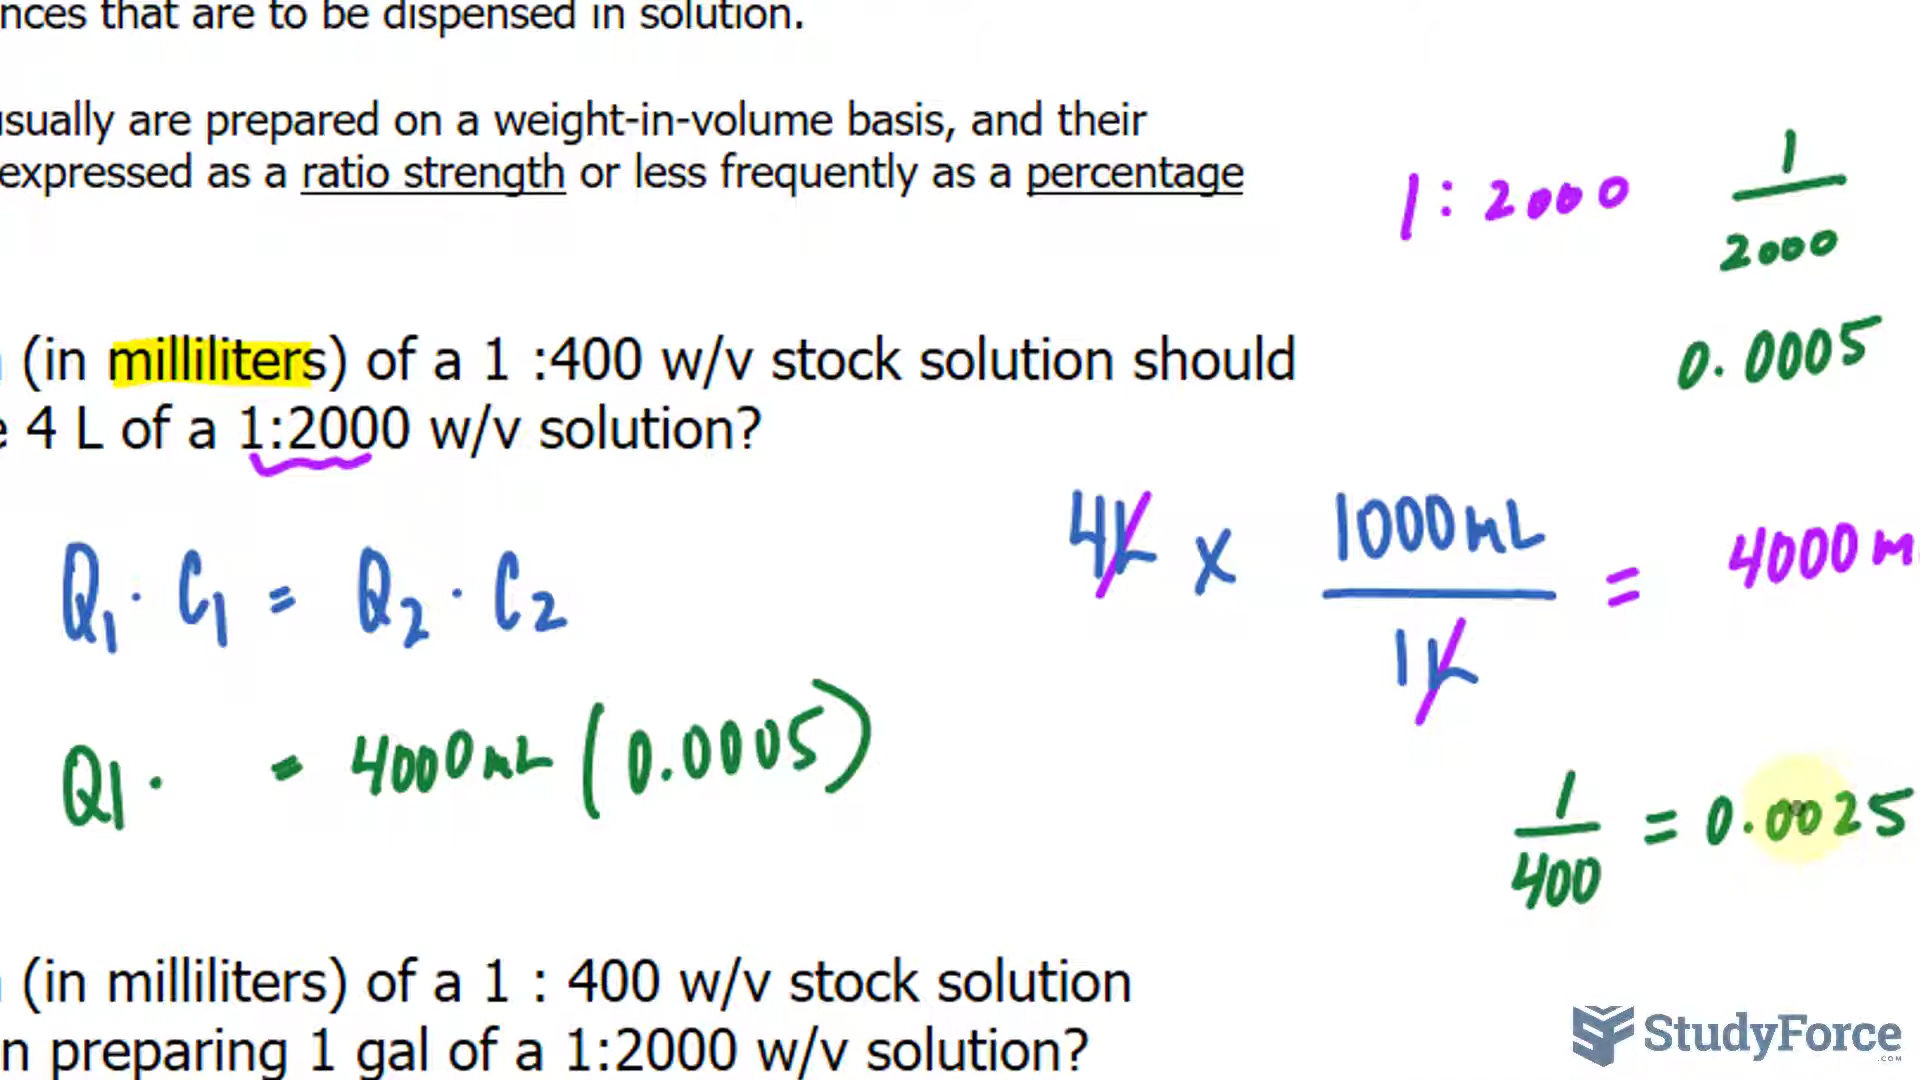 that are to be dispensed in solution.
are prepared on a weight-in-volume basis, and their
expressed as a ratio strength or less frequently as a percentage
1:2000
1
2000
0.0005
(in milliliters) of a 1 :400 w/v stock solution should
4 L of a 1:2000 w/v solution?
4L x 1000mL = 4000m
1L
Q1 · C1 = Q2 · C2
Q1 · = 4000mL (0.0005)
1
400
= 0.0025
(in milliliters) of a 1 : 400 w/v stock solution
preparing 1 gal of a 1:2000 w/v solution?
StudyForce
.COM